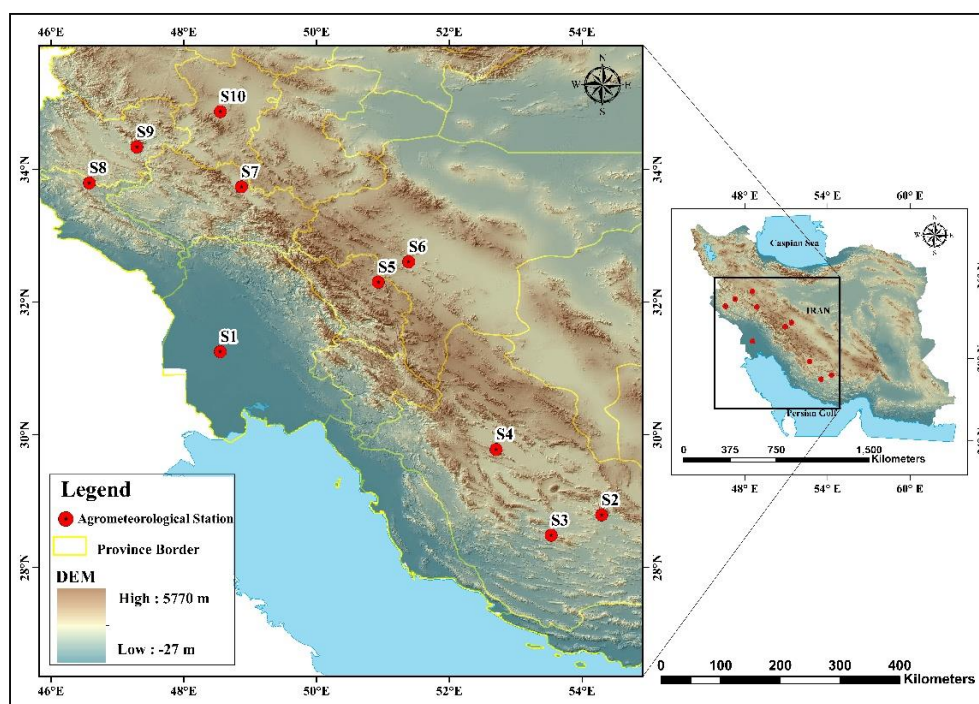 46°E 48°E 50°E 52°E 54°E
N
W E
S
S10
S9
S8
S7
S6
S5
S1
S4
S2
S3
34°N
32°N
30°N
28°N
34°N
32°N
30°N
28°N
Legend
Agrometeorological Station
Province Border
DEM
High : 5770 m
Low : -27 m
46°E 48°E 50°E 52°E 54°E
48°E 54°E 60°E
N
W E
S
Caspian Sea
IRAN
Persian Gulf
0 375 750 1,500
Kilometers
48°E 54°E 60°E
0 100 200 300 400
Kilometers